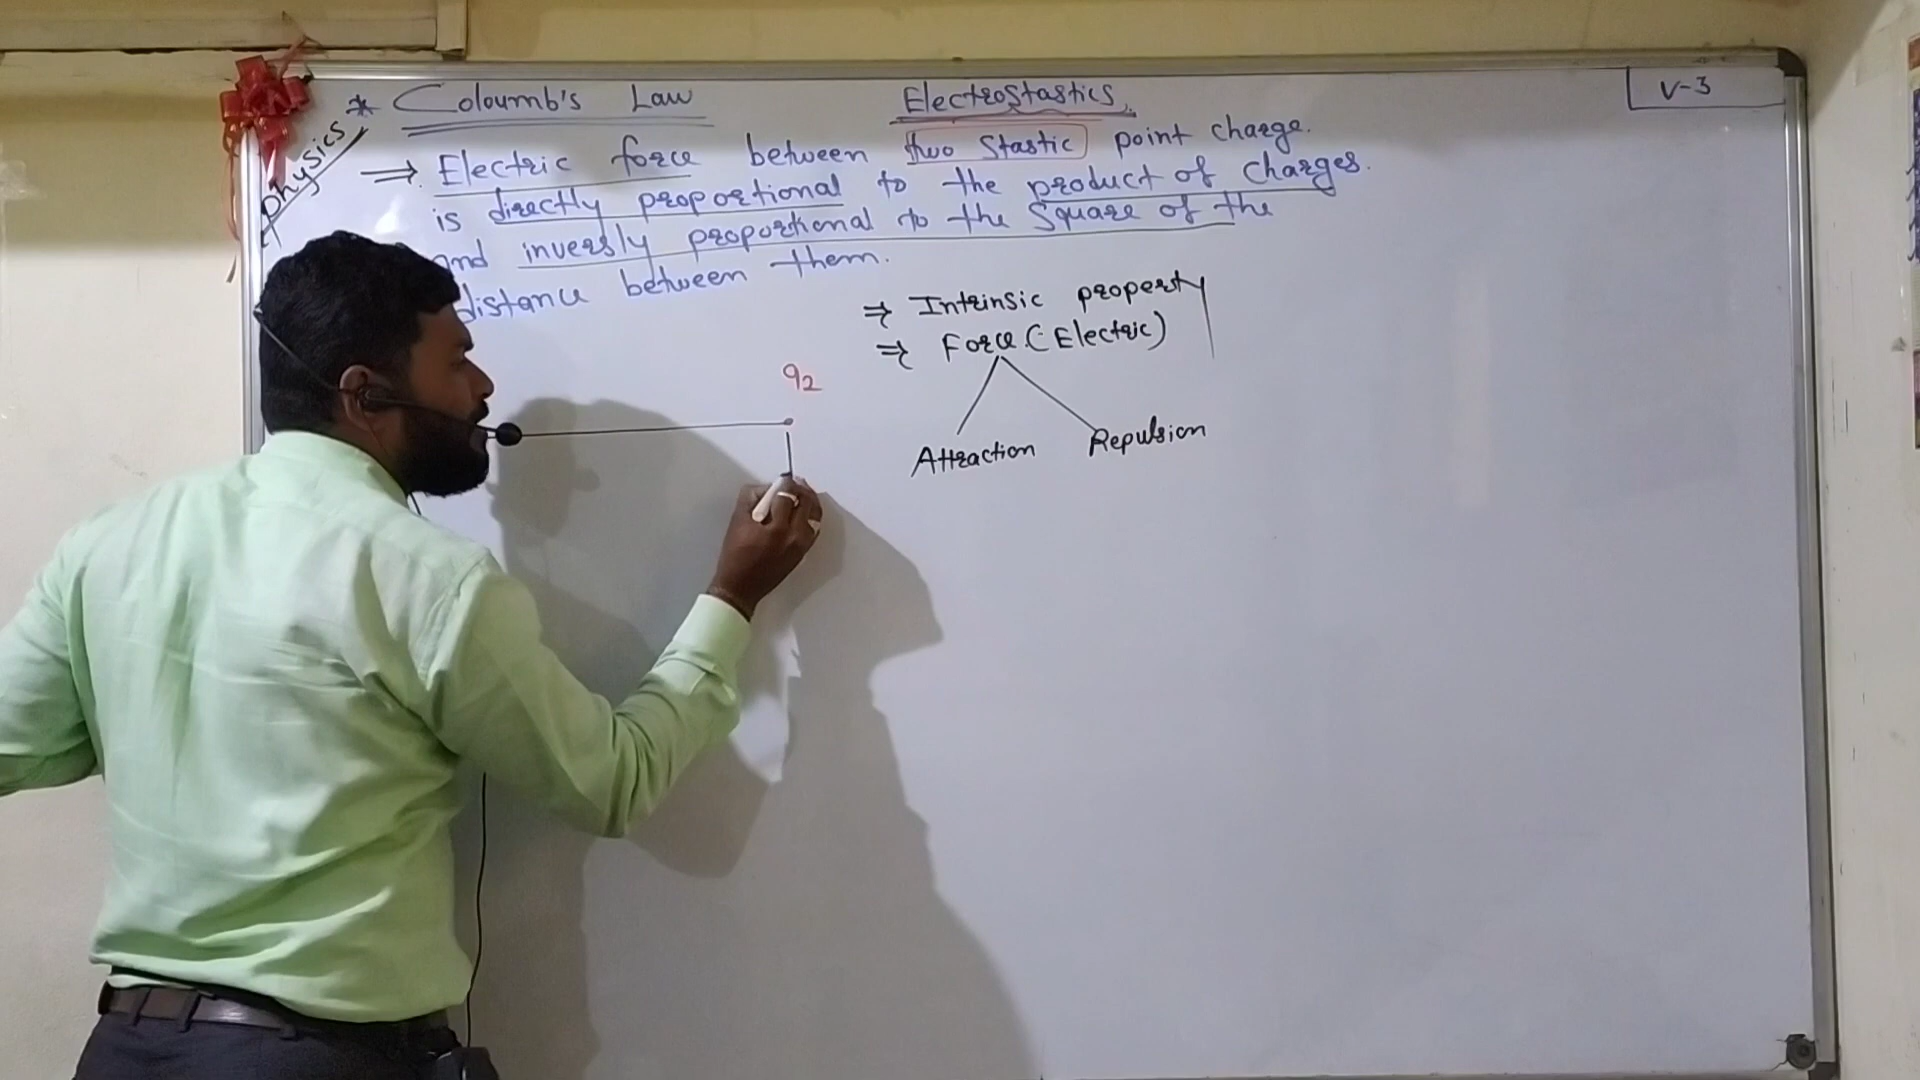 * Coloumb's Law
Electrostastics
V-3
physics
⇒ Electric force between two Stastic point charge.
is directly proportional to the product of Charges.
and inversly proportional to the Square of the
distance between them.
⇒ Intrinsic property
⇒ Force (Electric)
q2
Attraction Repulsion